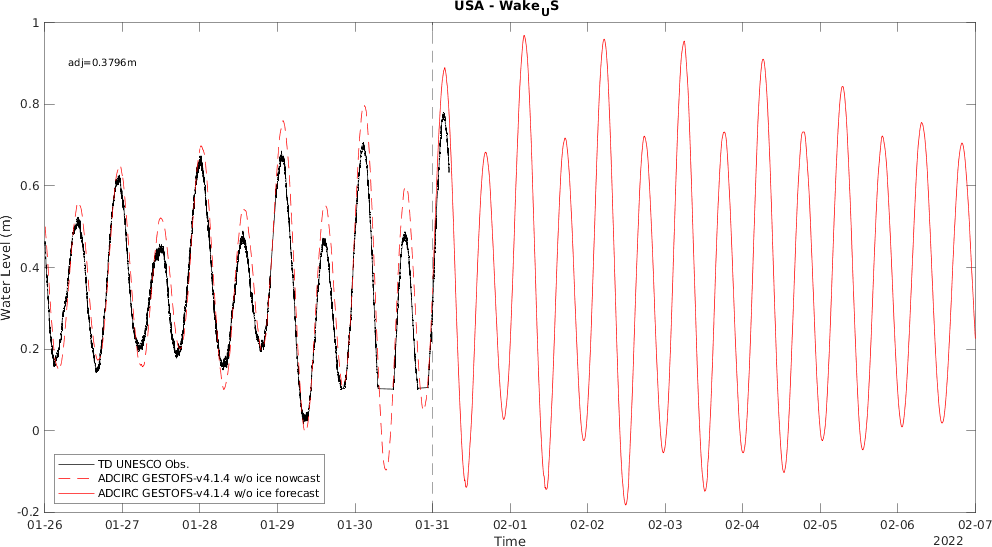 USA - Wake_US
adj=0.3796m
Water Level (m)
1
0.8
0.6
0.4
0.2
0
-0.2
TD UNESCO Obs.
ADCIRC GESTOFS-v4.1.4 w/o ice nowcast
ADCIRC GESTOFS-v4.1.4 w/o ice forecast
01-26 01-27 01-28 01-29 01-30 01-31 02-01 02-02 02-03 02-04 02-05 02-06 02-07
Time
2022